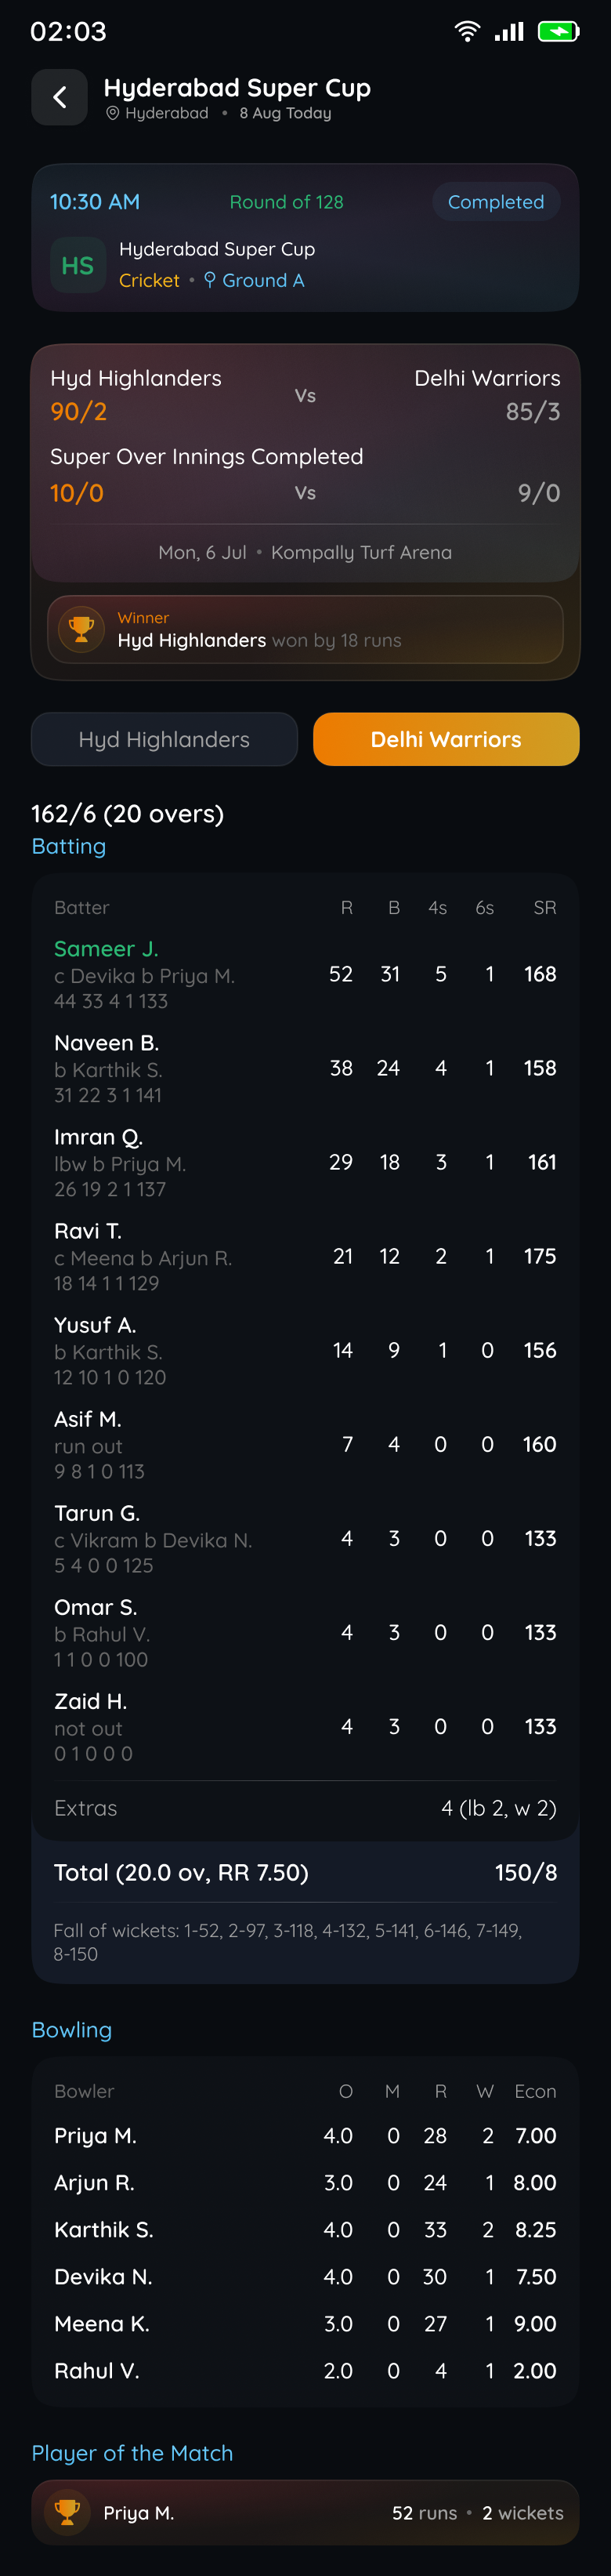 02:03
Hyderabad Super Cup
Hyderabad • 8 Aug Today
10:30 AM Round of 128 Completed
HS
Hyderabad Super Cup
Cricket • Ground A
Hyd Highlanders Vs Delhi Warriors
90/2 85/3
Super Over Innings Completed
10/0 Vs 9/0
Mon, 6 Jul • Kompally Turf Arena
Winner
Hyd Highlanders won by 18 runs
Hyd Highlanders Delhi Warriors
162/6 (20 overs)
Batting
Batter R B 4s 6s SR
Sameer J.
c Devika b Priya M. 52 31 5 1 168
44 33 4 1 133
Naveen B.
b Karthik S. 38 24 4 1 158
31 22 3 1 141
Imran Q.
lbw b Priya M. 29 18 3 1 161
26 19 2 1 137
Ravi T.
c Meena b Arjun R. 21 12 2 1 175
18 14 1 1 129
Yusuf A.
b Karthik S. 14 9 1 0 156
12 10 1 0 120
Asif M.
run out 7 4 0 0 160
9 8 1 0 113
Tarun G.
c Vikram b Devika N. 4 3 0 0 133
5 4 0 0 125
Omar S.
b Rahul V. 4 3 0 0 133
1 1 0 0 100
Zaid H.
not out 4 3 0 0 133
0 1 0 0 0
Extras 4 (lb 2, w 2)
Total (20.0 ov, RR 7.50) 150/8
Fall of wickets: 1-52, 2-97, 3-118, 4-132, 5-141, 6-146, 7-149,
8-150
Bowling
Bowler O M R W Econ
Priya M. 4.0 0 28 2 7.00
Arjun R. 3.0 0 24 1 8.00
Karthik S. 4.0 0 33 2 8.25
Devika N. 4.0 0 30 1 7.50
Meena K. 3.0 0 27 1 9.00
Rahul V. 2.0 0 4 1 2.00
Player of the Match
Priya M. 52 runs • 2 wickets